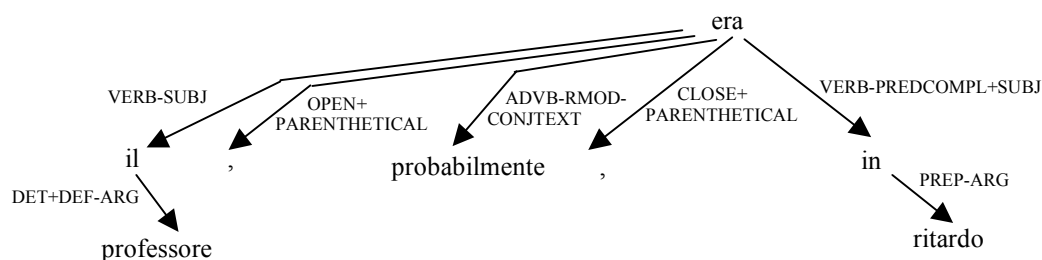 era
VERB-SUBJ
OPEN+
PARENTHETICAL
ADVB-RMOD-
CONJTEXT
CLOSE+
PARENTHETICAL
VERB-PREDCOMPL+SUBJ
il
,
probabilmente
,
in
DET+DEF-ARG
PREP-ARG
professore
ritardo